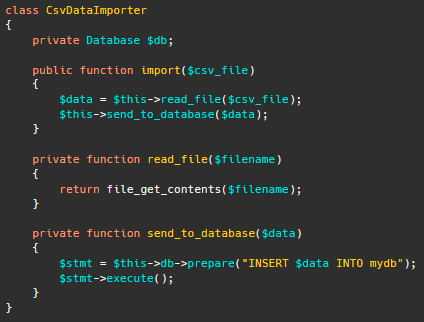 class CsvDataImporter
{
    private Database $db;

    public function import($csv_file)
    {
        $data = $this->read_file($csv_file);
        $this->send_to_database($data);
    }

    private function read_file($filename)
    {
        return file_get_contents($filename);
    }

    private function send_to_database($data)
    {
        $stmt = $this->db->prepare("INSERT $data INTO mydb");
        $stmt->execute();
    }
}